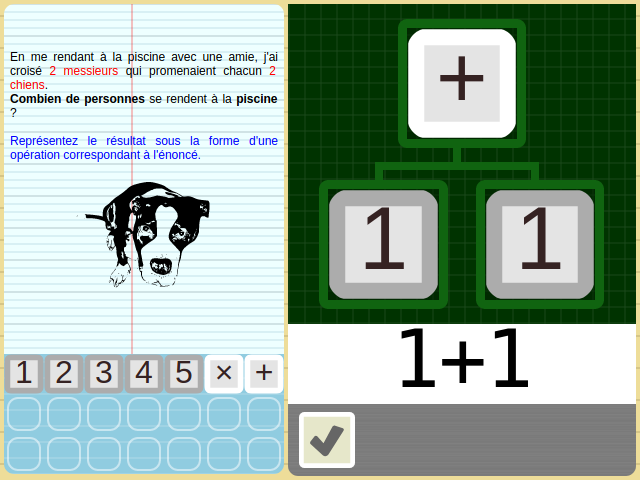 En me rendant à la piscine avec une amie, j'ai
croisé 2 messieurs qui promenaient chacun 2
chiens.
Combien de personnes se rendent à la piscine
?
Représentez le résultat sous la forme d'une
opération correspondant à l'énoncé.
1 2 3 4 5 × +
+
1 1
1+1